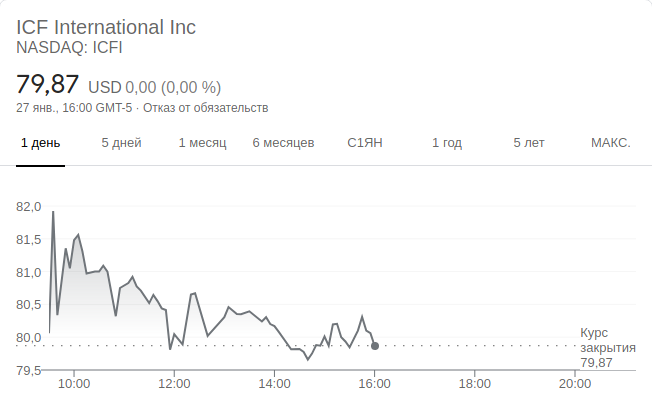 ICF International Inc
NASDAQ: ICFI
79,87 USD 0,00 (0,00 %)
27 янв., 16:00 GMT-5 · Отказ от обязательств
1 день 5 дней 1 месяц 6 месяцев С1ЯН 1 год 5 лет МАКС.
82,0
81,5
81,0
80,5
80,0
79,5
Курс
закрытия
79,87
10:00 12:00 14:00 16:00 18:00 20:00